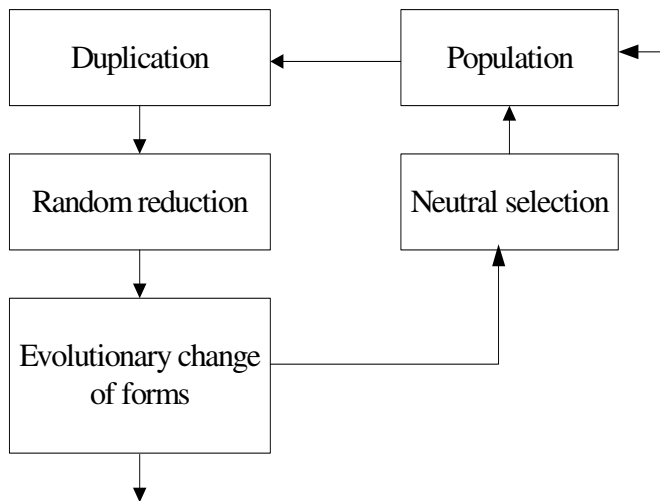 Duplication
Population
Random reduction
Neutral selection
Evolutionary change
of forms